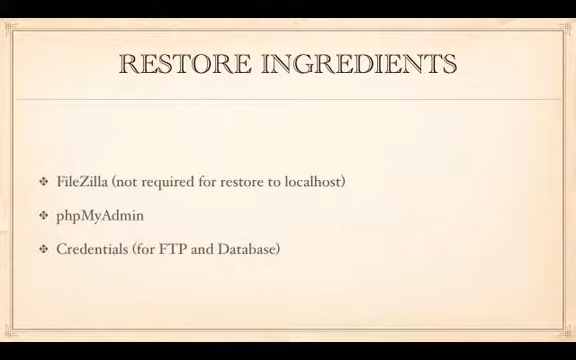 RESTORE INGREDIENTS
FileZilla (not required for restore to localhost)
phpMyAdmin
Credentials (for FTP and Database)